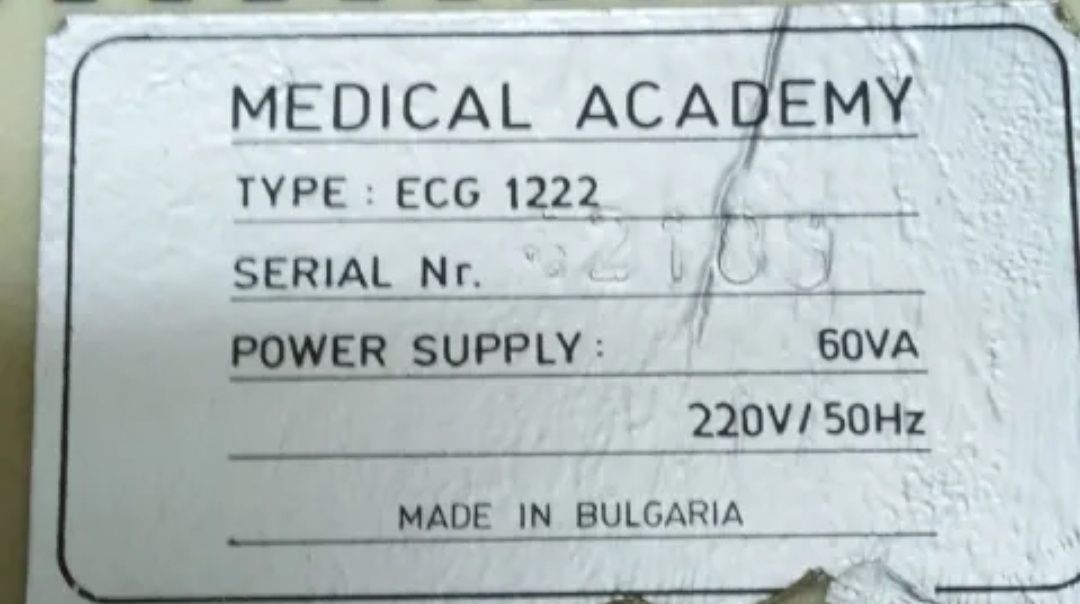 MEDICAL ACADEMY
TYPE : ECG 1222
SERIAL Nr.
POWER SUPPLY : 60VA
220V/50Hz
MADE IN BULGARIA